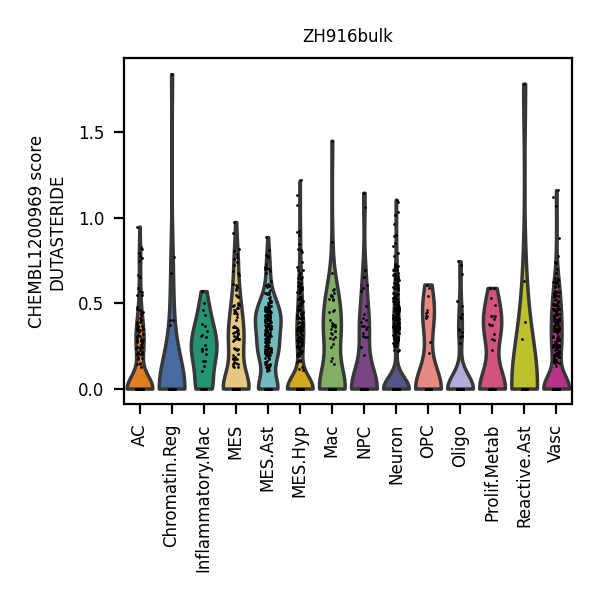 ZH916bulk
CHEMBL1200969 score
DUTASTERIDE
1.5
1.0
0.5
0.0
AC
Chromatin.Reg
Inflammatory.Mac
MES
MES.Ast
MES.Hyp
Mac
NPC
Neuron
OPC
Oligo
Prolif.Metab
Reactive.Ast
Vasc